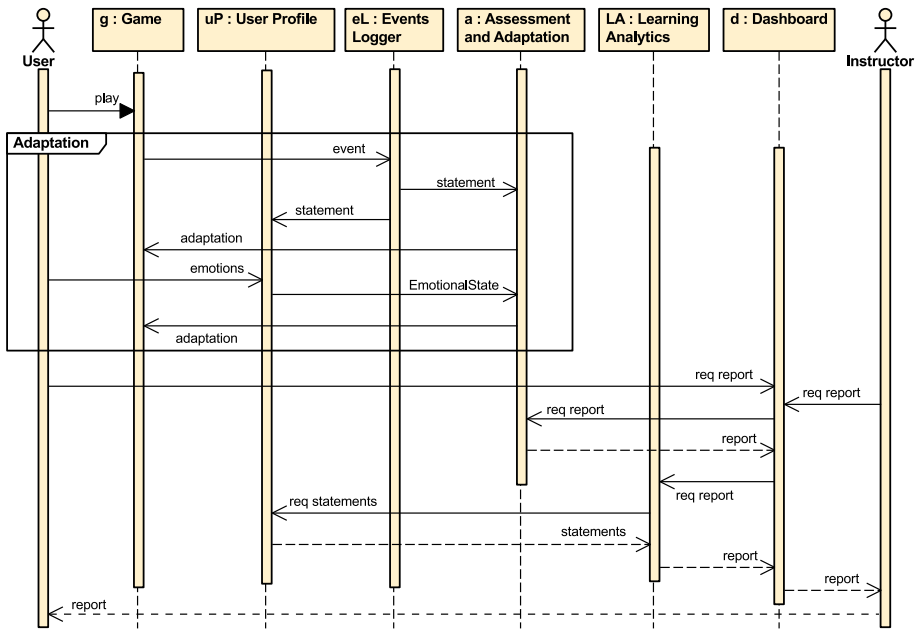 g : Game
uP : User Profile
eL : Events
Logger
a : Assessment
and Adaptation
LA : Learning
Analytics
d : Dashboard
User
Instructor
play
Adaptation
event
statement
statement
adaptation
emotions
EmotionalState
adaptation
req report
req report
req report
report
req report
req statements
statements
report
report
report